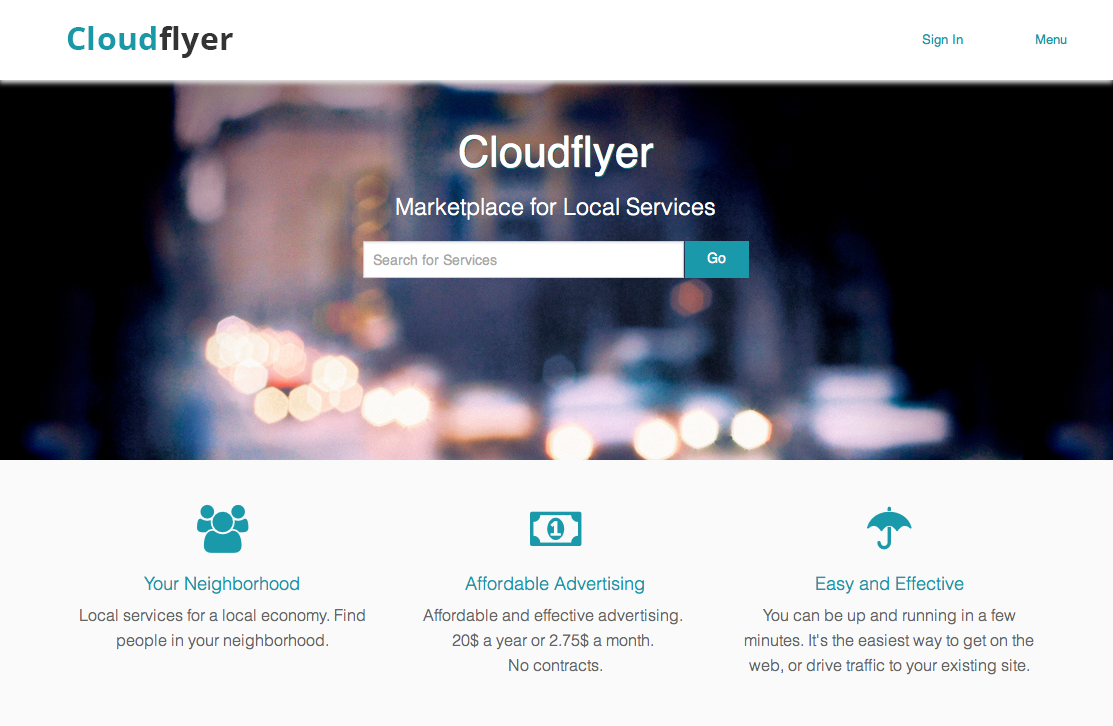 Cloudflyer
Sign In
Menu
Cloudflyer
Marketplace for Local Services
Search for Services
Go
1
Your Neighborhood
Local services for a local economy. Find
people in your neighborhood.
Affordable Advertising
Affordable and effective advertising.
20$ a year or 2.75$ a month.
No contracts.
Easy and Effective
You can be up and running in a few
minutes. It's the easiest way to get on the
web, or drive traffic to your existing site.